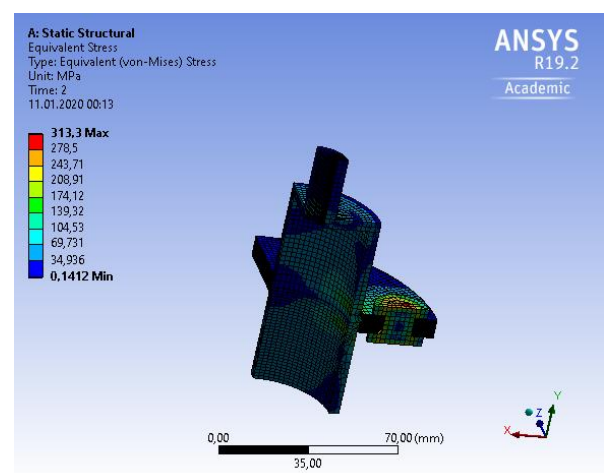 A: Static Structural
Equivalent Stress
Type: Equivalent (von-Mises) Stress
Unit: MPa
Time: 2
11.01.2020 00:13
313,3 Max
278,5
243,71
208,91
174,12
139,32
104,53
69,731
34,936
0,1412 Min
ANSYS
R19.2
Academic
0,00
70,00 (mm)
35,00
Y
Z
X